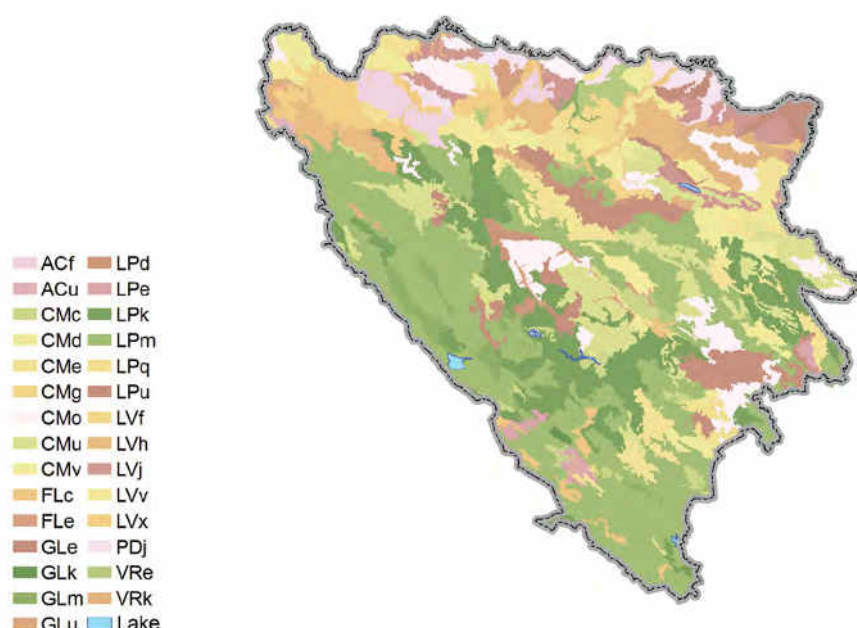 ACf LPd
ACu LPe
CMc LPk
CMd LPm
CMe LPq
CMg LPu
CMo LVf
CMu LVh
CMv LVj
FLc LVv
FLe LVx
GLe PDj
GLk VRe
GLm VRk
GLu Lake